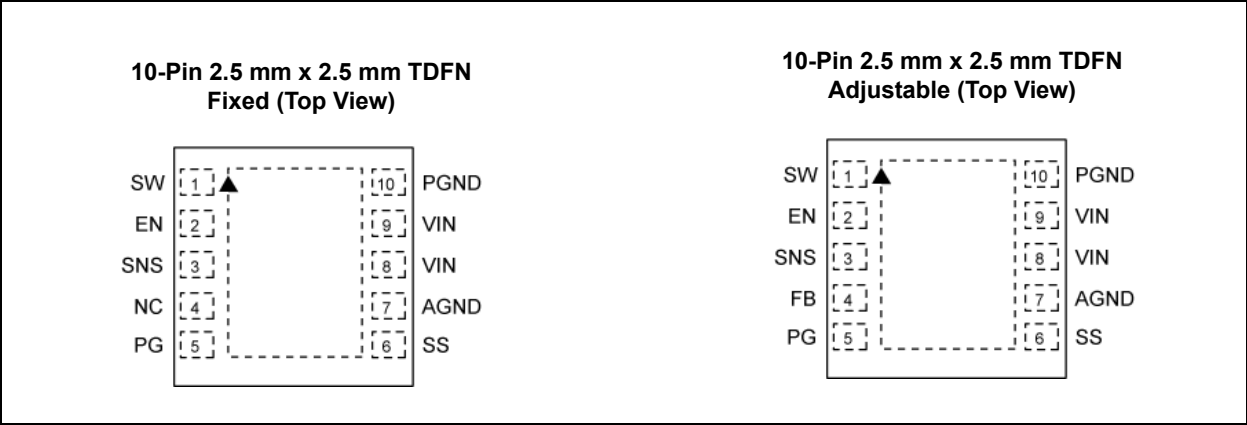 10-Pin 2.5 mm x 2.5 mm TDFN
Fixed (Top View)
SW 1 10 PGND
EN 2 9 VIN
SNS 3 8 VIN
NC 4 7 AGND
PG 5 6 SS
10-Pin 2.5 mm x 2.5 mm TDFN
Adjustable (Top View)
SW 1 10 PGND
EN 2 9 VIN
SNS 3 8 VIN
FB 4 7 AGND
PG 5 6 SS